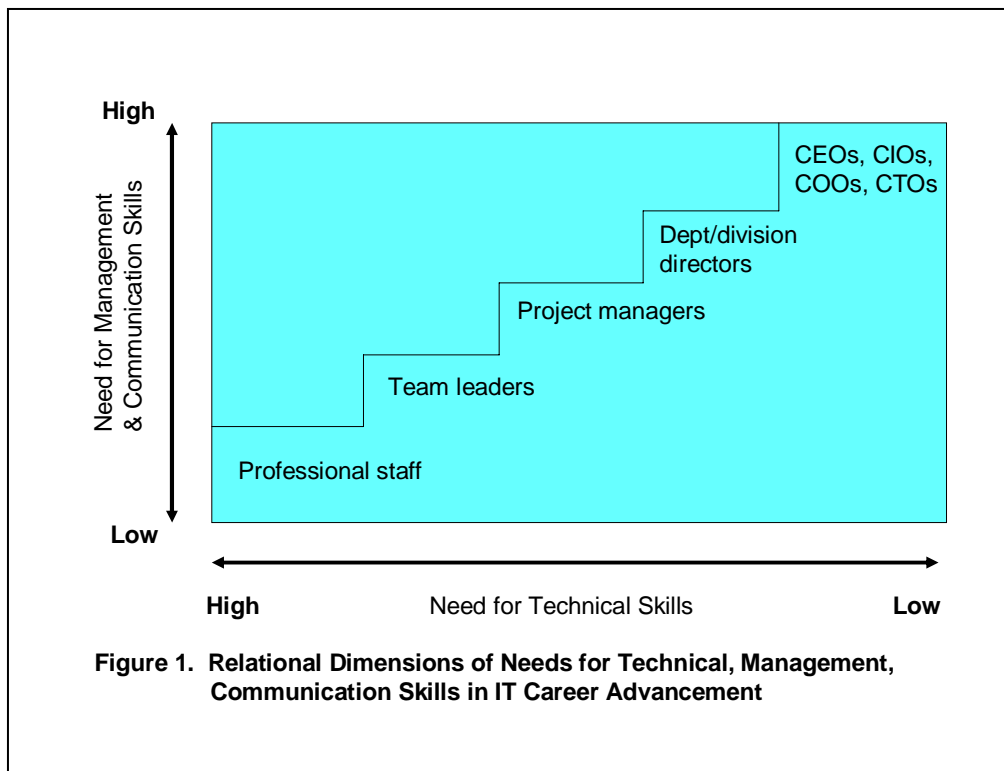 High
Need for Management
& Communication Skills
CEOs, CIOs,
COOs, CTOs
Dept/division
directors
Project managers
Team leaders
Professional staff
Low
High
Need for Technical Skills
Low
Figure 1. Relational Dimensions of Needs for Technical, Management,
Communication Skills in IT Career Advancement